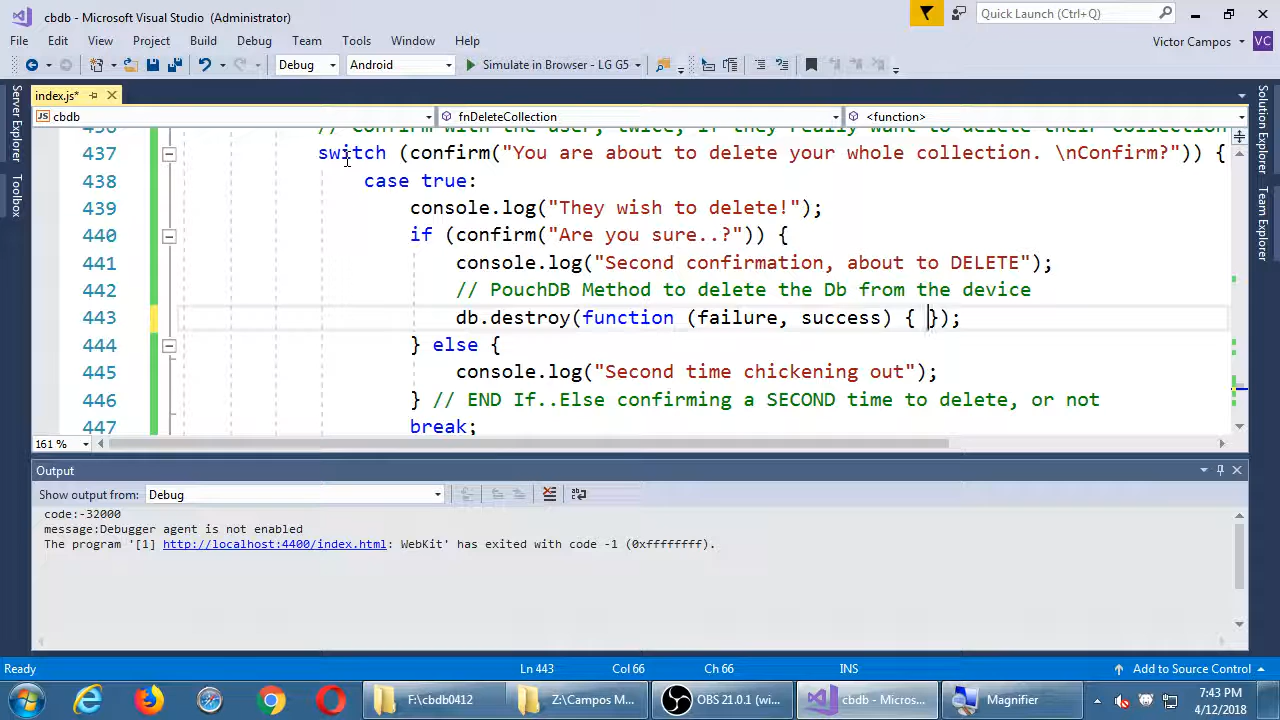 cbdb - Microsoft Visual Studio (Administrator)
Quick Launch (Ctrl+Q)
File Edit View Project Build Debug Team Tools Window Help
Victor Campos VC
Debug Android Simulate in Browser - LG G5
index.js*
cbdb fnDeleteCollection <function>
Server Explorer
Toolbox
Solution Explorer
Team Explorer
436 // Confirm with the user, twice, if they really want to delete their collection
437 switch (confirm("You are about to delete your whole collection. \nConfirm?")) {
438 case true:
439 console.log("They wish to delete!");
440 if (confirm("Are you sure..?")) {
441 console.log("Second confirmation, about to DELETE");
442 // PouchDB Method to delete the Db from the device
443 db.destroy(function (failure, success) { });
444 } else {
445 console.log("Second time chickening out");
446 } // END If..Else confirming a SECOND time to delete, or not
447 break;
161 %
Output
Show output from: Debug
code:-32000
message:Debugger agent is not enabled
The program '[1] http://localhost:4400/index.html: WebKit' has exited with code -1 (0xffffffff).
Ready Ln 443 Col 66 Ch 66 INS Add to Source Control
F:\cbdb0412 Z:\Campos M... OBS 21.0.1 (wi... cbdb - Microsof... Magnifier
7:43 PM
4/12/2018